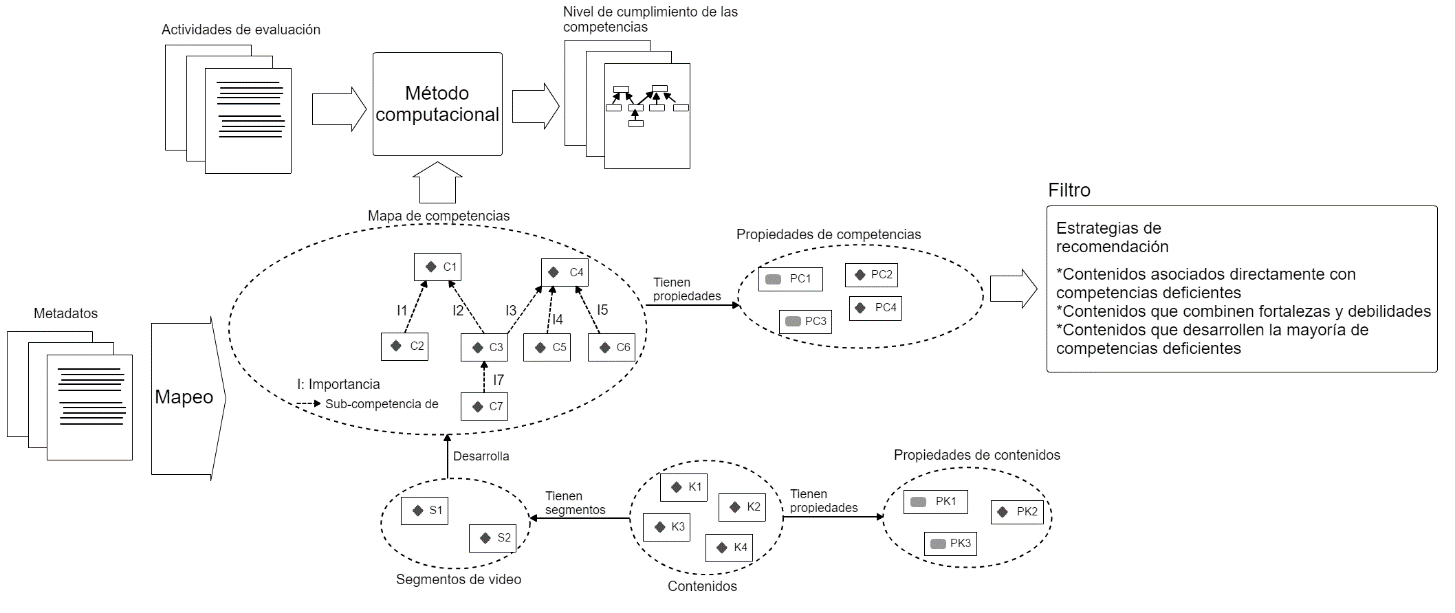 Actividades de evaluación
Método
computacional
Nivel de cumplimiento de las
competencias
Mapa de competencias
C1
C4
I1
I2
I3
I4
I5
C2
C3
C5
C6
I7
C7
I: Importancia
Sub-competencia de
Metadatos
Mapeo
Tienen
propiedades
Propiedades de competencias
PC1
PC2
PC3
PC4
Filtro
Estrategias de
recomendación
*Contenidos asociados directamente con
competencias deficientes
*Contenidos que combinen fortalezas y debilidades
*Contenidos que desarrollen la mayoría de
competencias deficientes
Desarrolla
S1
S2
Segmentos de video
Tienen
segmentos
K1
K2
K3
K4
Contenidos
Tienen
propiedades
Propiedades de contenidos
PK1
PK2
PK3